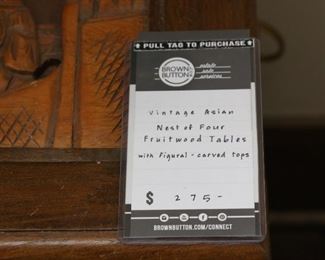 PULL TAG TO PURCHASE
BROWN
BUTTON
estate
sale
services
Vintage Asian
Nest of Four
Fruitwood Tables
with Figural - carved tops
$ 275-
BROWNBUTTON.COM/CONNECT